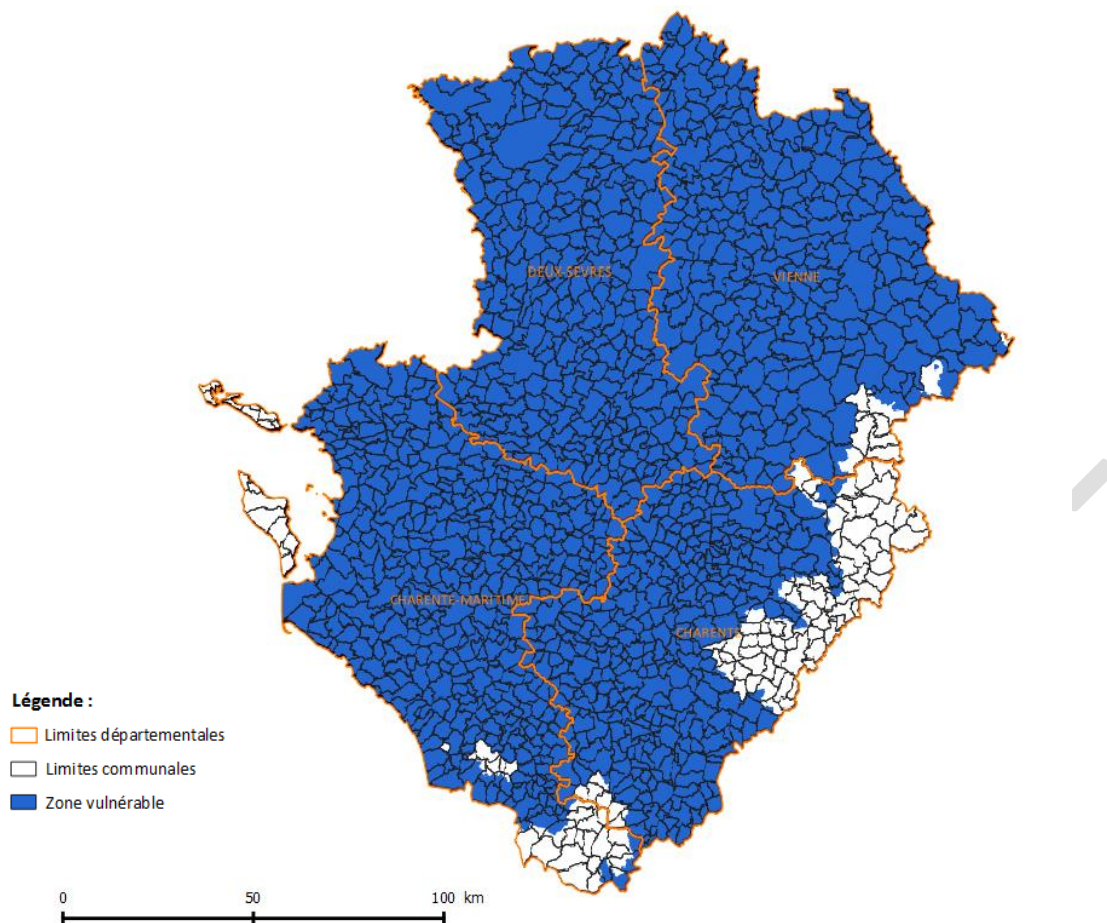 DEUX-SEVRES
VIENNE
CHARENTE-MARITIME
CHARENTE
Légende :
Limites départementales
Limites communales
Zone vulnérable
0 50 100 km